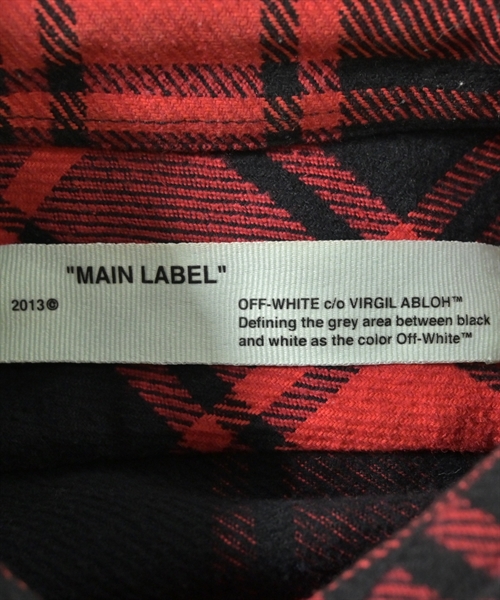 "MAIN LABEL"
2013©
OFF-WHITE c/o VIRGIL ABLOH™
Defining the grey area between black
and white as the color Off-White™